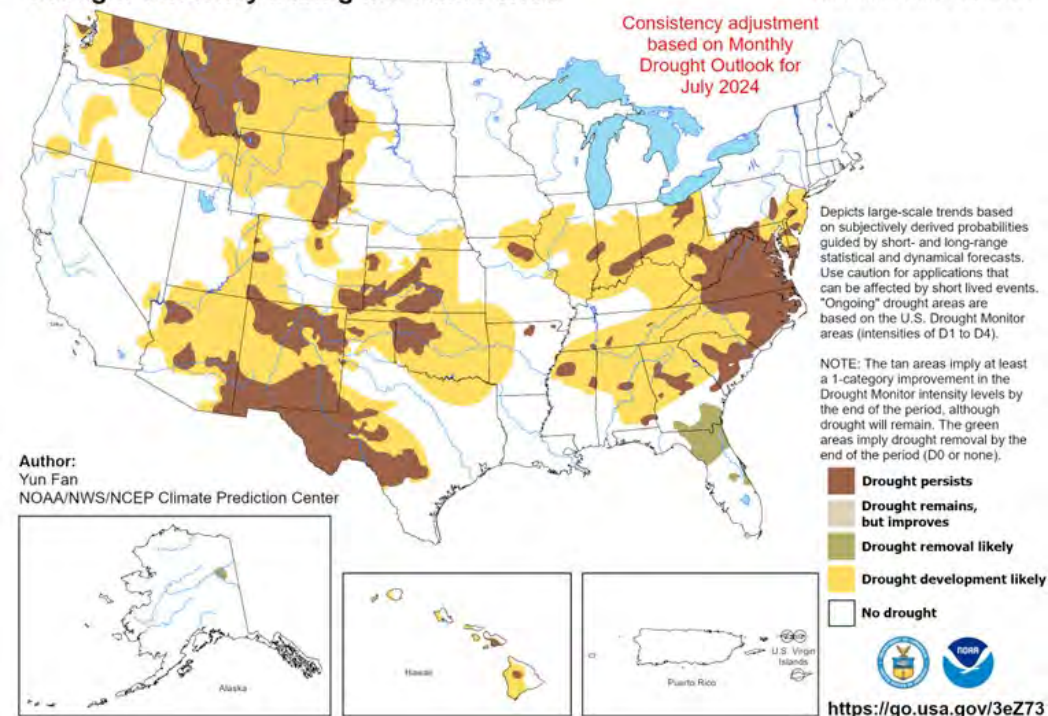 Consistency adjustment
based on Monthly
Drought Outlook for
July 2024
Depicts large-scale trends based
on subjectively derived probabilities
guided by short- and long-range
statistical and dynamical forecasts.
Use caution for applications that
can be affected by short lived events.
"Ongoing" drought areas are
based on the U.S. Drought Monitor
areas (intensities of D1 to D4).
NOTE: The tan areas imply at least
a 1-category improvement in the
Drought Monitor intensity levels by
the end of the period, although
drought will remain. The green
areas imply drought removal by the
end of the period (D0 or none).
Author:
Yun Fan
NOAA/NWS/NCEP Climate Prediction Center
Drought persists
Drought remains,
but improves
Drought removal likely
Drought development likely
No drought
Alaska
Hawaii
Puerto Rico
U.S. Virgin
Islands
NOAA
https://go.usa.gov/3eZ73